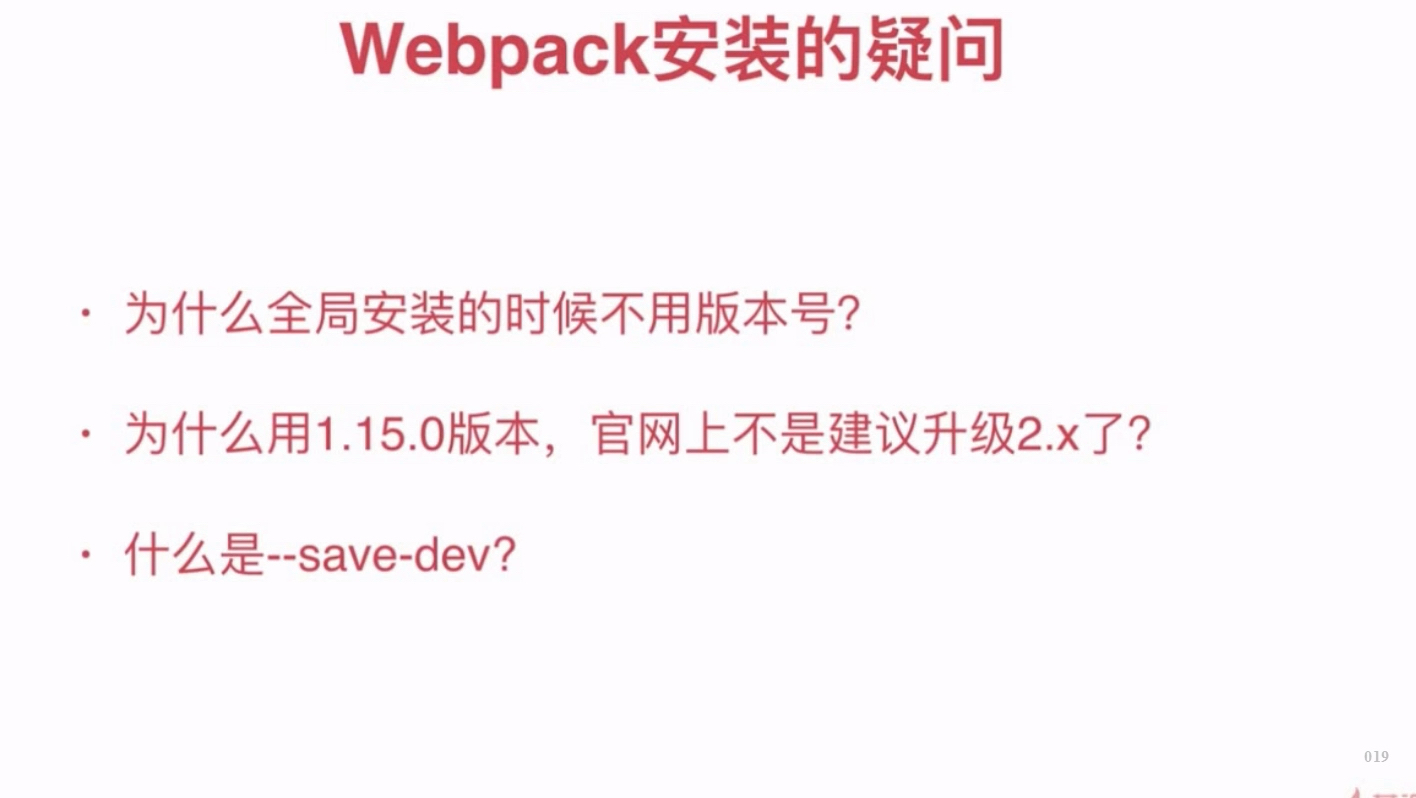 Webpack安装的疑问
· 为什么全局安装的时候不用版本号？
· 为什么用1.15.0版本，官网上不是建议升级2.x了？
· 什么是--save-dev？
019